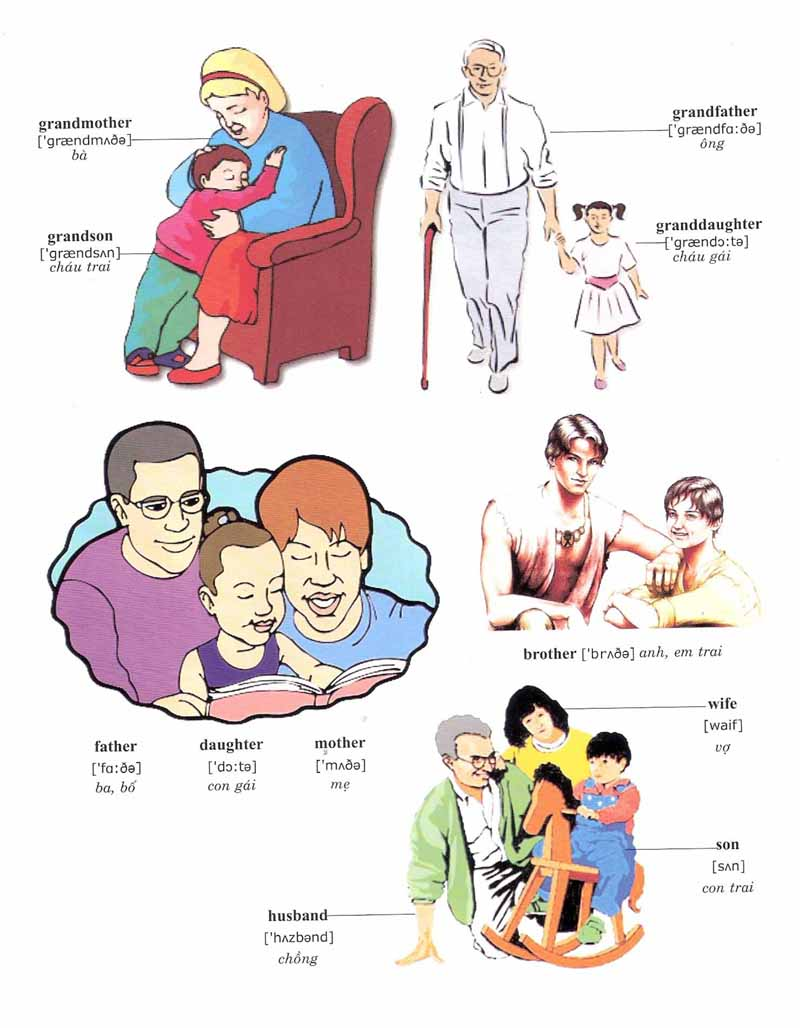 grandmother
['grændmʌðə]
bà
grandson
['grændsʌn]
cháu trai
grandfather
['grændfɑ:ðə]
ông
granddaughter
['grændɔ:tə]
cháu gái
brother ['brʌðə] anh, em trai
father
['fɑ:ðə]
ba, bố
daughter
['dɔ:tə]
con gái
mother
['mʌðə]
mẹ
wife
[waif]
vợ
son
[sʌn]
con trai
husband
['hʌzbənd]
chồng